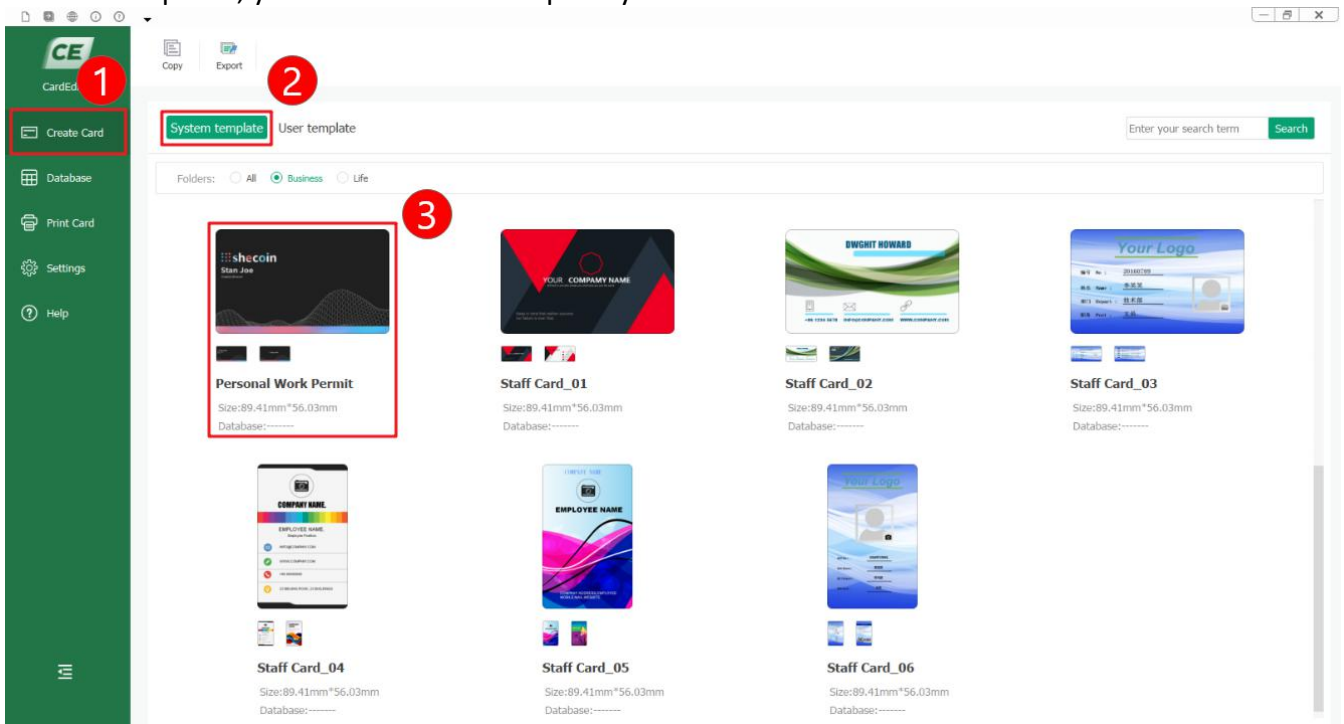 CE
CardEd
1
Copy
Export
2
Create Card
Database
Print Card
Settings
Help
System template
User template
Enter your search term
Search
Folders:
All
Business
Life
3
shecoin
Stan Joe
YOUR COMPAMY NAME
DWGHIT HOWARD
Your Logo
20160789
Personal Work Permit
Size:89.41mm*56.03mm
Database:-------
Staff Card_01
Size:89.41mm*56.03mm
Database:-------
Staff Card_02
Size:89.41mm*56.03mm
Database:-------
Staff Card_03
Size:89.41mm*56.03mm
Database:-------
COMPANY NAME.
EMPLOYEE NAME.
EMPLOYEE NAME
Your Logo
Staff Card_04
Size:89.41mm*56.03mm
Database:-------
Staff Card_05
Size:89.41mm*56.03mm
Database:-------
Staff Card_06
Size:89.41mm*56.03mm
Database:-------